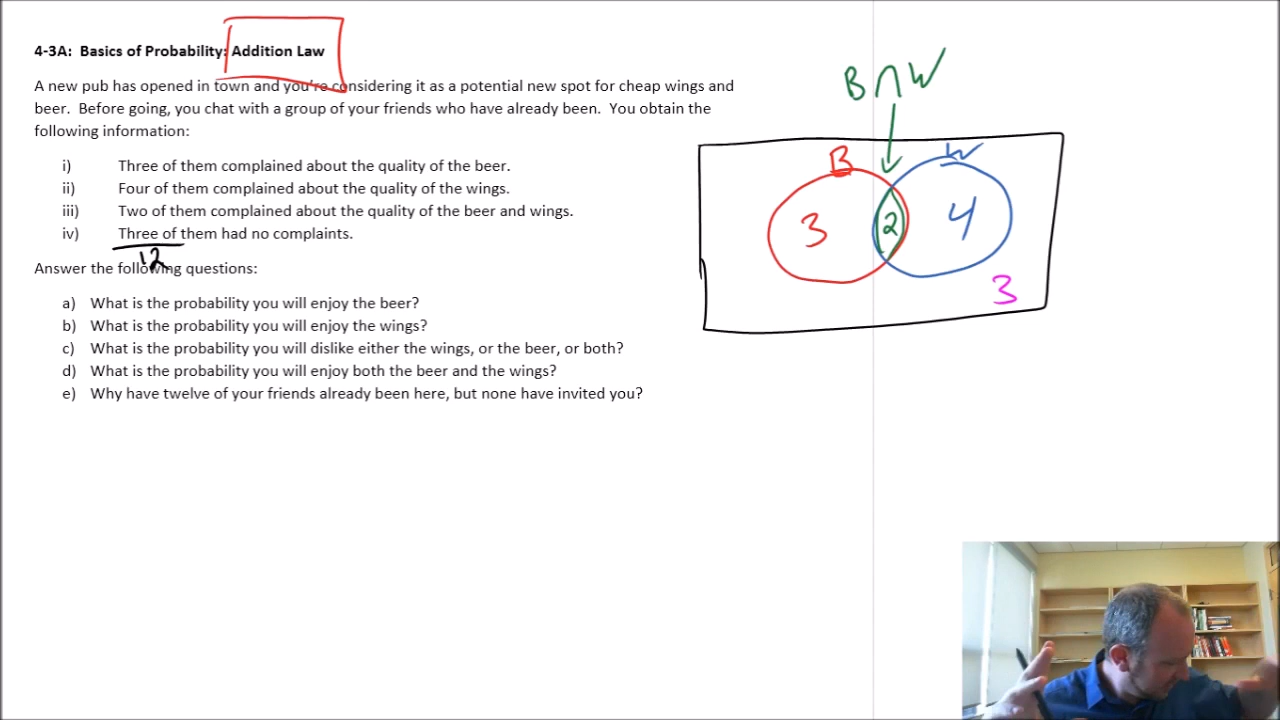 4-3A: Basics of Probability: Addition Law
A new pub has opened in town and you're considering it as a potential new spot for cheap wings and
beer. Before going, you chat with a group of your friends who have already been. You obtain the
following information:
i) Three of them complained about the quality of the beer.
ii) Four of them complained about the quality of the wings.
iii) Two of them complained about the quality of the beer and wings.
iv) Three of them had no complaints.
12
Answer the following questions:
a) What is the probability you will enjoy the beer?
b) What is the probability you will enjoy the wings?
c) What is the probability you will dislike either the wings, or the beer, or both?
d) What is the probability you will enjoy both the beer and the wings?
e) Why have twelve of your friends already been here, but none have invited you?
B ∩ W
B W
3 2 4
3